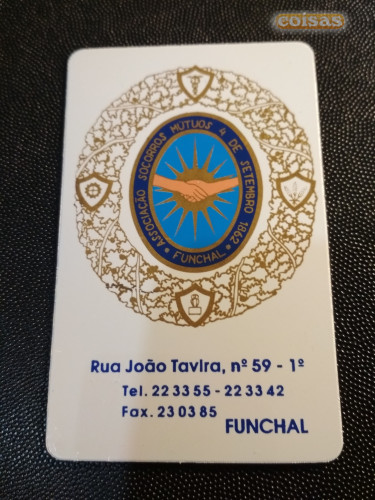 coisas
ASSOCIAÇÃO SOCORROS MÚTUOS 4 DE SETEMBRO 1862
FUNCHAL
Rua João Tavira, nº 59 - 1º
Tel. 22 33 55 - 22 33 42
Fax. 23 03 85
FUNCHAL